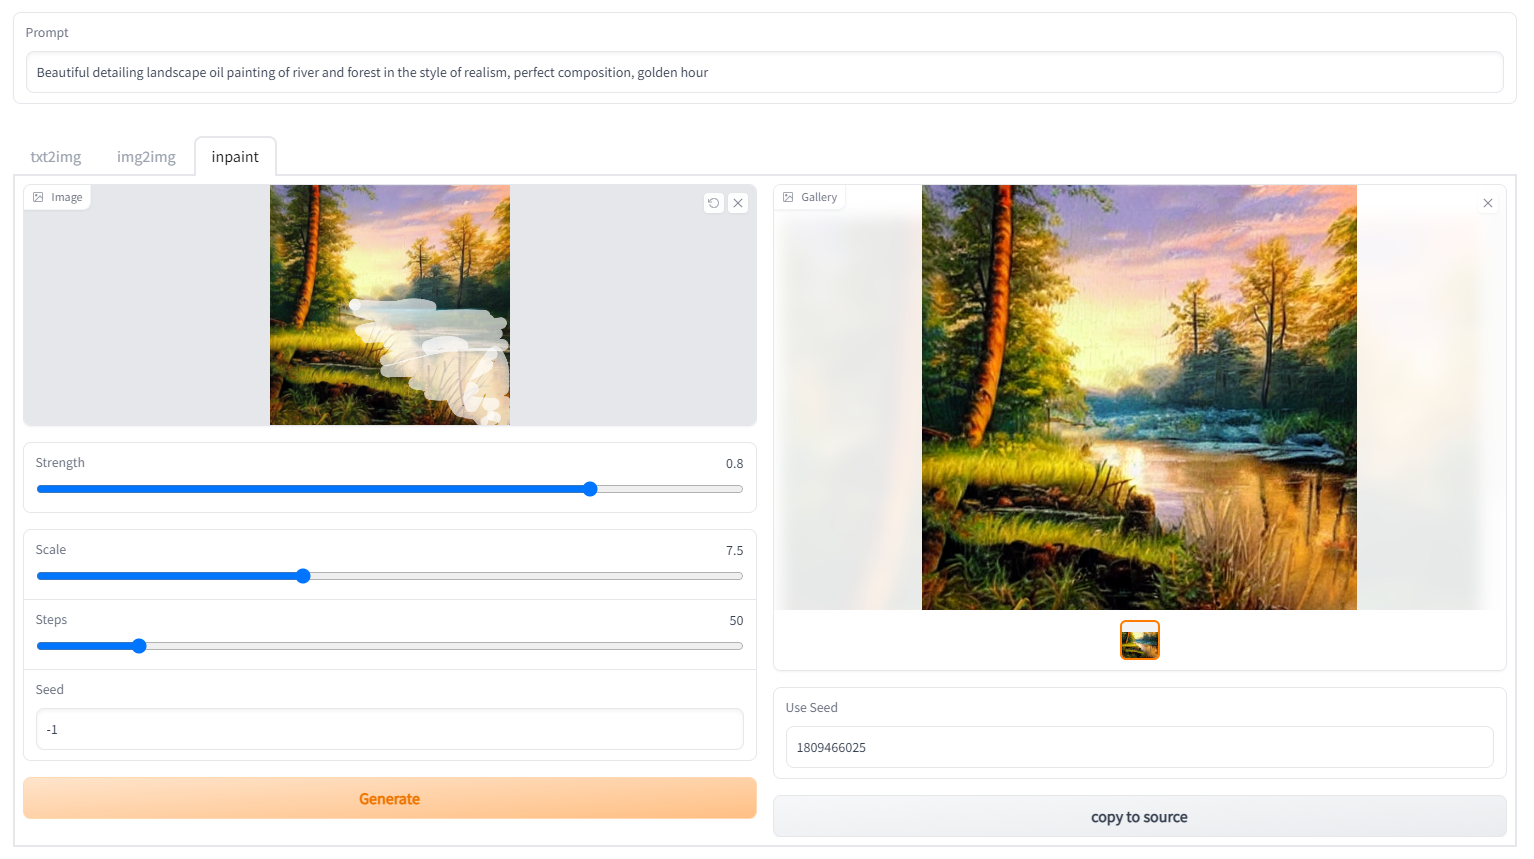 Prompt
Beautiful detailing landscape oil painting of river and forest in the style of realism, perfect composition, golden hour
txt2img
img2img
inpaint
Image
Strength
0.8
Scale
7.5
Steps
50
Seed
-1
Generate
Gallery
Use Seed
1809466025
copy to source